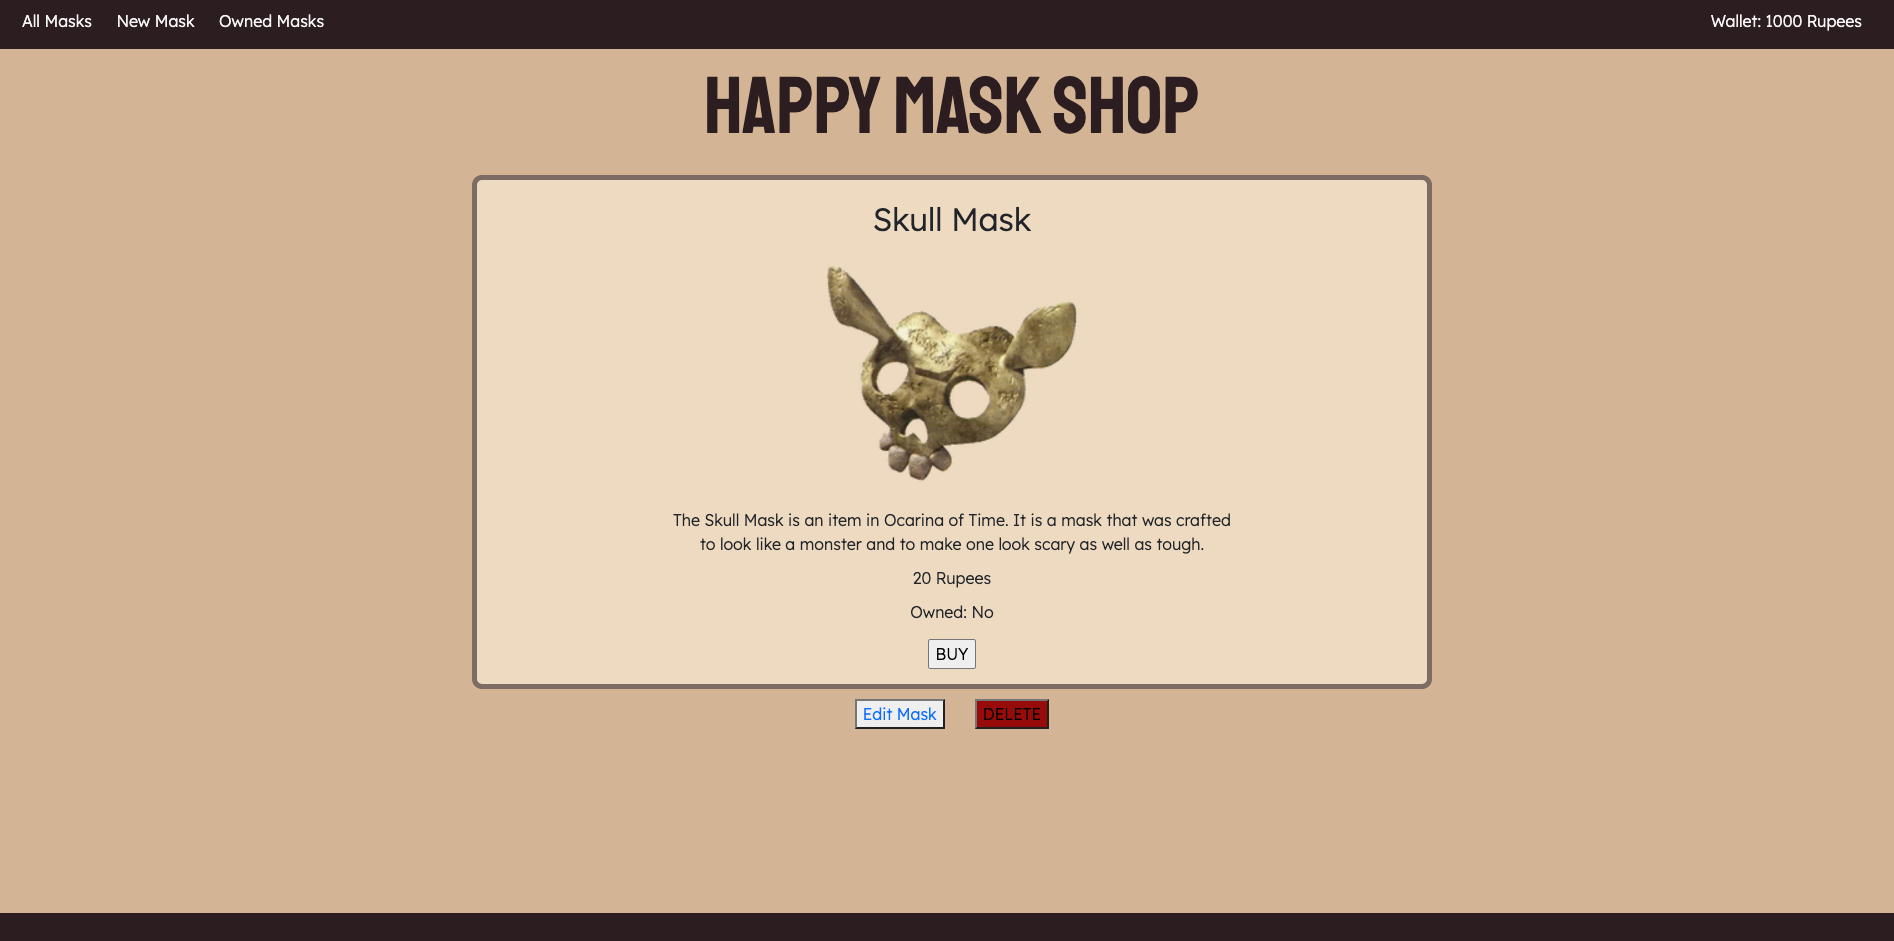 All Masks New Mask Owned Masks Wallet: 1000 Rupees
HAPPY MASK SHOP
Skull Mask
The Skull Mask is an item in Ocarina of Time. It is a mask that was crafted
to look like a monster and to make one look scary as well as tough.
20 Rupees
Owned: No
BUY
Edit Mask DELETE